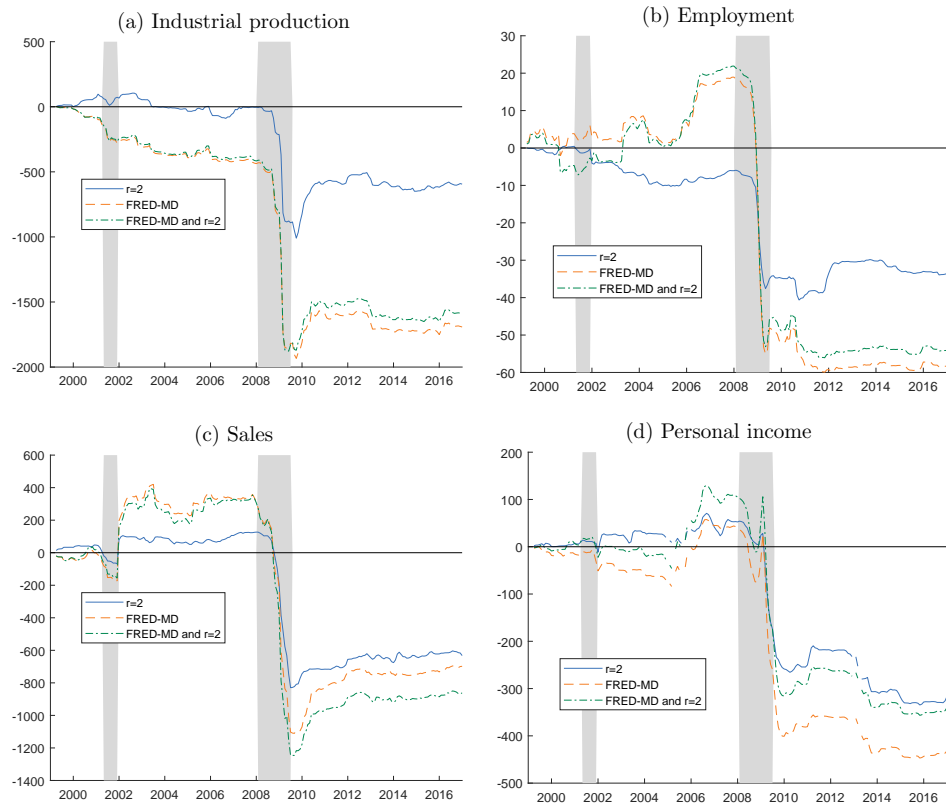 (a) Industrial production
500
0
-500
-1000
-1500
-2000
r=2
FRED-MD
FRED-MD and r=2
2000 2002 2004 2006 2008 2010 2012 2014 2016
(b) Employment
30
20
10
0
-10
-20
-30
-40
-50
-60
r=2
FRED-MD
FRED-MD and r=2
2000 2002 2004 2006 2008 2010 2012 2014 2016
(c) Sales
600
400
200
0
-200
-400
-600
-800
-1000
-1200
-1400
r=2
FRED-MD
FRED-MD and r=2
2000 2002 2004 2006 2008 2010 2012 2014 2016
(d) Personal income
200
100
0
-100
-200
-300
-400
-500
r=2
FRED-MD
FRED-MD and r=2
2000 2002 2004 2006 2008 2010 2012 2014 2016